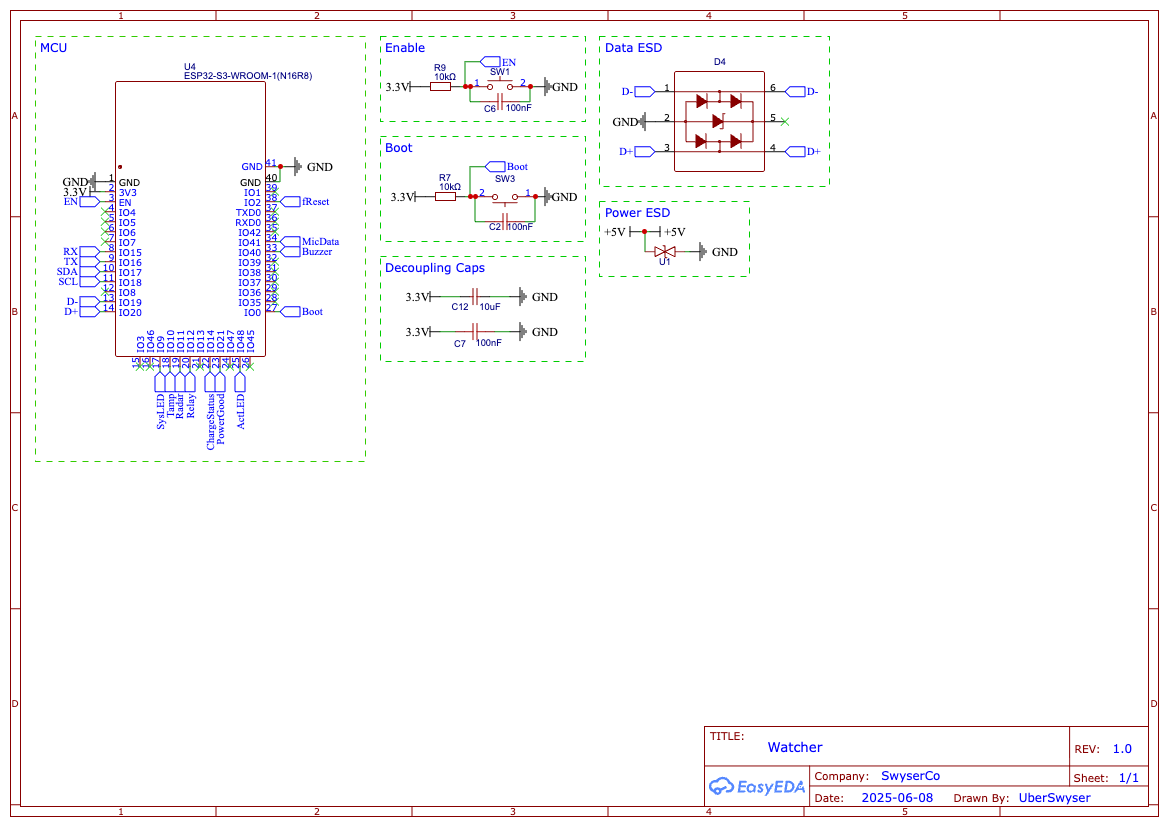 1 2 3 4 5
A
B
C
D
MCU
U4
ESP32-S3-WROOM-1(N16R8)
GND 1 GND
3.3V 2 3V3
EN 3 EN
4 IO4
5 IO5
6 IO6
7 IO7
RX 8 IO15
TX 9 IO16
SDA 10 IO17
SCL 11 IO18
12 IO8
D- 13 IO19
D+ 14 IO20
GND 41 GND
GND 40
IO1 39
IO2 38 fReset
TXD0 37
RXD0 36
IO42 35
IO41 34 MicData
IO40 33 Buzzer
IO39 32
IO38 31
IO37 30
IO36 29
IO35 28
IO0 27 Boot
IO3 15
IO46 16
IO9 17 SysLED
IO10 18 Tamp
IO11 19 Radar
IO12 20 Relay
IO13 21
IO14 22 ChargeStatus
IO21 23 PowerGood
IO47 24
IO48 25 ActLED
IO45 26
Enable
EN
R9
10kΩ
SW1
3.3V 1 2 GND
C6 100nF
Boot
Boot
R7
10kΩ
SW3
3.3V 2 1 GND
C2 100nF
Decoupling Caps
3.3V GND
C12 10uF
3.3V GND
C7 100nF
Data ESD
D4
D- 1 6 D-
GND 2 5
D+ 3 4 D+
Power ESD
+5V +5V
GND
U1
TITLE:
Watcher
REV: 1.0
EasyEDA
Company: SwyserCo
Sheet: 1/1
Date: 2025-06-08 Drawn By: UberSwyser
A
B
C
D
1 2 3 4 5